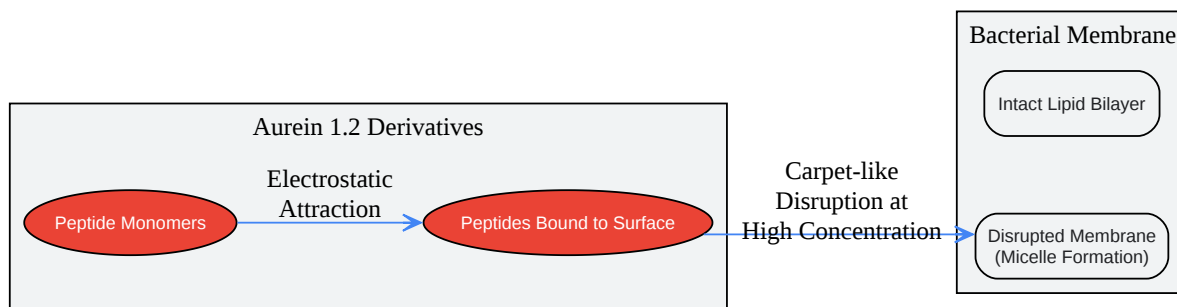 Bacterial Membrane
Intact Lipid Bilayer
Aurein 1.2 Derivatives
Electrostatic
Attraction
Peptide Monomers
Peptides Bound to Surface
Carpet-like
Disruption at
High Concentration
Disrupted Membrane
(Micelle Formation)